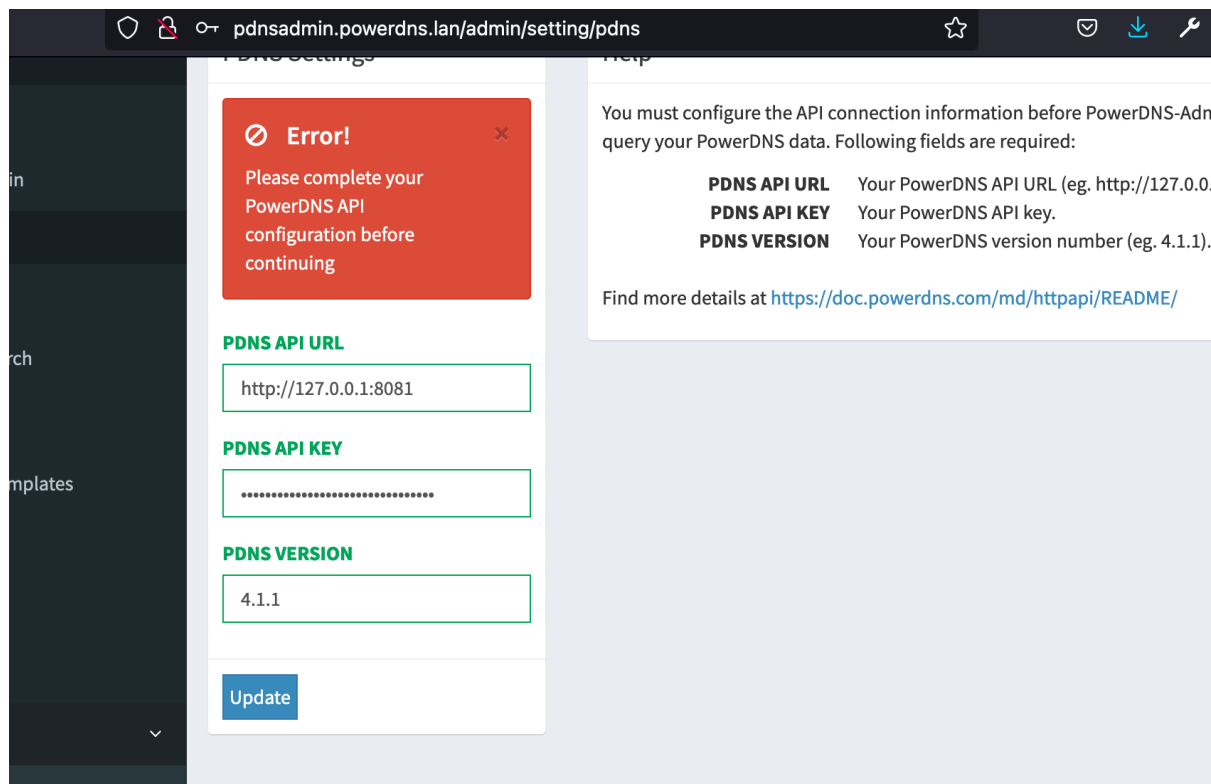 pdnsadmin.powerdns.lan/admin/setting/pdns
PDNS Settings
Help
Error!
×
Please complete your
PowerDNS API
configuration before
continuing
You must configure the API connection information before PowerDNS-Adm
query your PowerDNS data. Following fields are required:
PDNS API URL Your PowerDNS API URL (eg. http://127.0.0.
PDNS API KEY Your PowerDNS API key.
PDNS VERSION Your PowerDNS version number (eg. 4.1.1).
Find more details at https://doc.powerdns.com/md/httpapi/README/
in
rch
mplates
PDNS API URL
http://127.0.0.1:8081
PDNS API KEY
••••••••••••••••••••••••••••••••
PDNS VERSION
4.1.1
Update